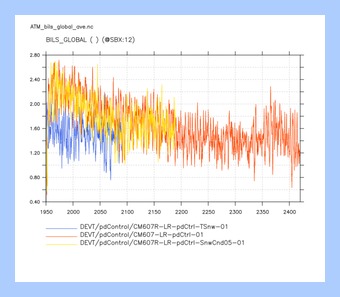 ATM_bils_global_ave.nc
BILS_GLOBAL ( ) (@SBX:12)
2.80
2.40
2.00
1.60
1.20
0.80
0.40
1950 2000 2050 2100 2150 2200 2250 2300 2350 2400
DEVT/pdControl/CM607R-LR-pdCtrl-TSnw-01
DEVT/pdControl/CM607-LR-pdCtrl-01
DEVT/pdControl/CM607R-LR-pdCtrl-SnwCnd05-01